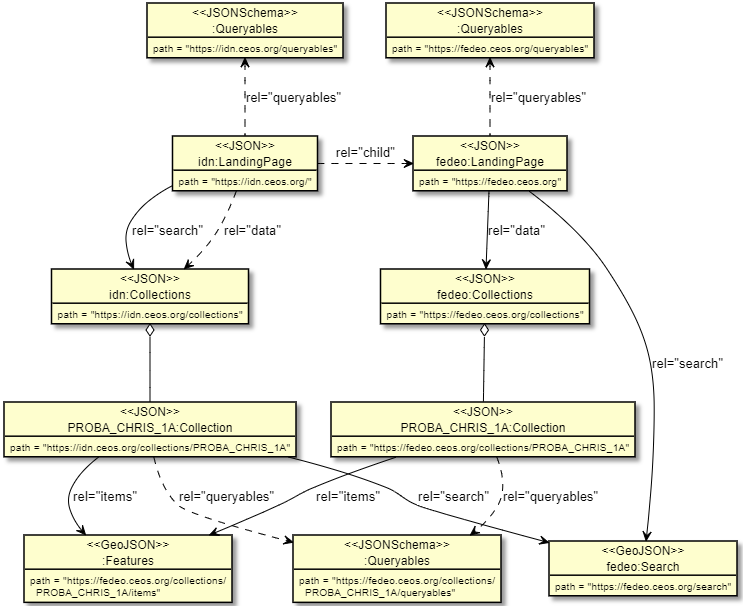 <<JSONSchema>>
:Queryables
path = "https://idn.ceos.org/queryables"
<<JSONSchema>>
:Queryables
path = "https://fedeo.ceos.org/queryables"
rel="queryables"
rel="queryables"
<<JSON>>
idn:LandingPage
path = "https://idn.ceos.org/"
rel="child"
<<JSON>>
fedeo:LandingPage
path = "https://fedeo.ceos.org"
rel="search"
rel="data"
rel="data"
<<JSON>>
idn:Collections
path = "https://idn.ceos.org/collections"
<<JSON>>
fedeo:Collections
path = "https://fedeo.ceos.org/collections"
rel="search"
<<JSON>>
PROBA_CHRIS_1A:Collection
path = "https://idn.ceos.org/collections/PROBA_CHRIS_1A"
<<JSON>>
PROBA_CHRIS_1A:Collection
path = "https://fedeo.ceos.org/collections/PROBA_CHRIS_1A"
rel="items"
rel="queryables"
rel="items"
rel="search"
rel="queryables"
<<GeoJSON>>
:Features
path = "https://fedeo.ceos.org/collections/
PROBA_CHRIS_1A/items"
<<JSONSchema>>
:Queryables
path = "https://fedeo.ceos.org/collections/
PROBA_CHRIS_1A/queryables"
<<GeoJSON>>
fedeo:Search
path = "https://fedeo.ceos.org/search"